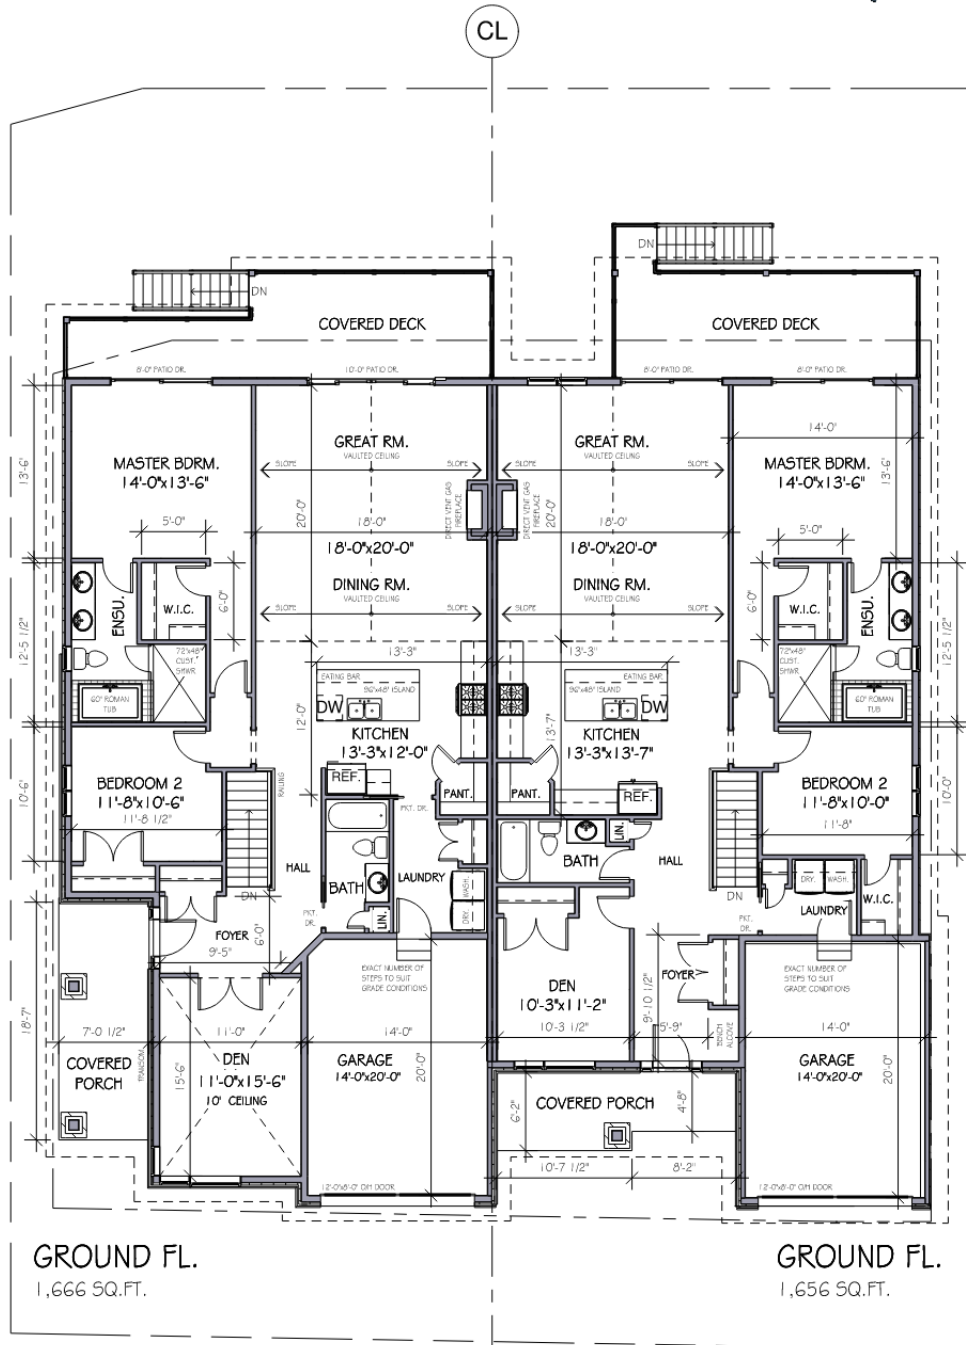 CL
DN
DN
COVERED DECK
COVERED DECK
8'-0" PATIO DR.
10'-0" PATIO DR.
8'-0" PATIO DR.
8'-0" PATIO DR.
14'-0"
GREAT RM.
VAULTED CEILING
GREAT RM.
VAULTED CEILING
MASTER BDRM.
14'-0"x13'-6"
MASTER BDRM.
14'-0"x13'-6"
SLOPE
SLOPE
SLOPE
SLOPE
13'-6"
13'-6"
DIRECT VENT GAS
FIREPLACE
DIRECT VENT GAS
FIREPLACE
20'-0"
20'-0"
5'-0"
18'-0"
18'-0"
5'-0"
18'-0"x20'-0"
18'-0"x20'-0"
DINING RM.
VAULTED CEILING
DINING RM.
VAULTED CEILING
SLOPE
SLOPE
SLOPE
SLOPE
ENSU.
W.I.C.
6'-0"
6'-0"
W.I.C.
ENSU.
12'-5 1/2"
12'-5 1/2"
72"x48"
CUST.
SHWR
72"x48"
CUST.
SHWR
13'-3"
13'-3"
EATING BAR
96"x48" ISLAND
EATING BAR
96"x48" ISLAND
60" ROMAN
TUB
60" ROMAN
TUB
DW
DW
12'-0"
13'-7"
KITCHEN
13'-3"x12'-0"
KITCHEN
13'-3"x13'-7"
BEDROOM 2
11'-8"x10'-6"
11'-8 1/2"
BEDROOM 2
11'-8"x10'-0"
11'-8"
10'-6"
10'-0"
RAILING
REF.
PANT.
PANT.
REF.
PKT. DR.
LIN.
HALL
BATH
LAUNDRY
WASH.
DRY.
BATH
HALL
DRY.
WASH.
LAUNDRY
W.I.C.
DN
DN
PKT.
DR.
LIN.
PKT.
DR.
FOYER
9'-5"
6'-0"
18'-7"
EXACT NUMBER OF
STEPS TO SUIT
GRADE CONDITIONS
EXACT NUMBER OF
STEPS TO SUIT
GRADE CONDITIONS
DEN
10'-3"x11'-2"
10'-3 1/2"
FOYER
9'-10 1/2"
5'-9"
BENCH
ALCOVE
7'-0 1/2"
11'-0"
14'-0"
14'-0"
COVERED
PORCH
TRANSOM
15'-6"
DEN
11'-0"x15'-6"
10' CEILING
GARAGE
14'-0"x20'-0"
20'-0"
GARAGE
14'-0"x20'-0"
20'-0"
COVERED PORCH
6'-2"
4'-8"
10'-7 1/2"
8'-2"
12'-0"x8'-0" O/H DOOR
12'-0"x8'-0" O/H DOOR
GROUND FL.
1,666 SQ.FT.
GROUND FL.
1,656 SQ.FT.